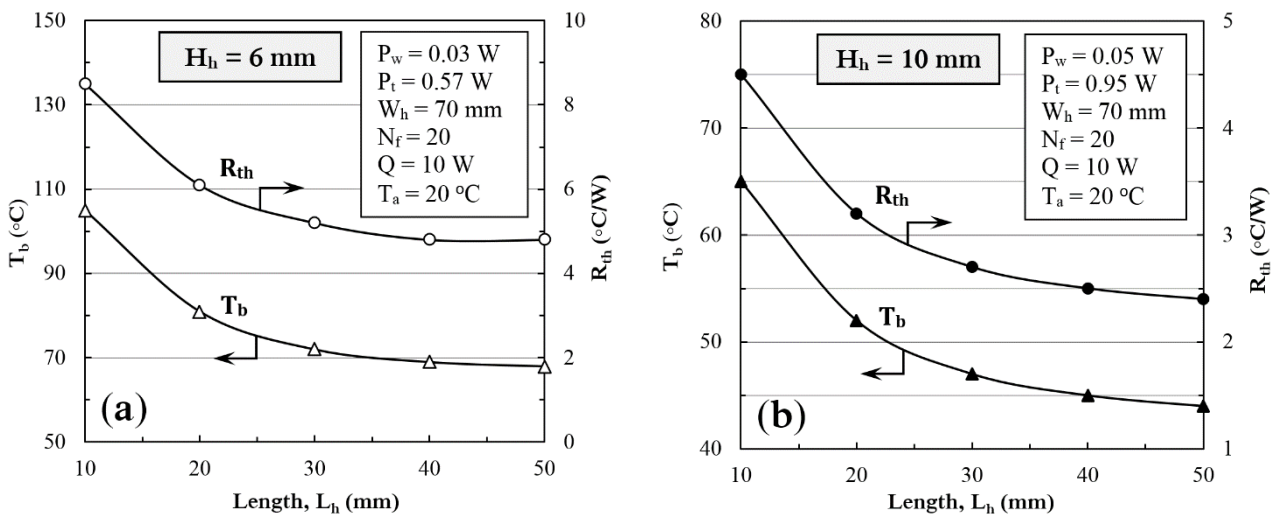 150
130
110
90
70
50
T_b (°C)
10
8
6
4
2
0
R_th (°C/W)
H_h = 6 mm
P_w = 0.03 W
P_t = 0.57 W
W_h = 70 mm
N_f = 20
Q = 10 W
T_a = 20 °C
R_th
T_b
(a)
10 20 30 40 50
Length, L_h (mm)
80
70
60
50
40
T_b (°C)
5
4
3
2
1
R_th (°C/W)
H_h = 10 mm
P_w = 0.05 W
P_t = 0.95 W
W_h = 70 mm
N_f = 20
Q = 10 W
T_a = 20 °C
R_th
T_b
(b)
10 20 30 40 50
Length, L_h (mm)